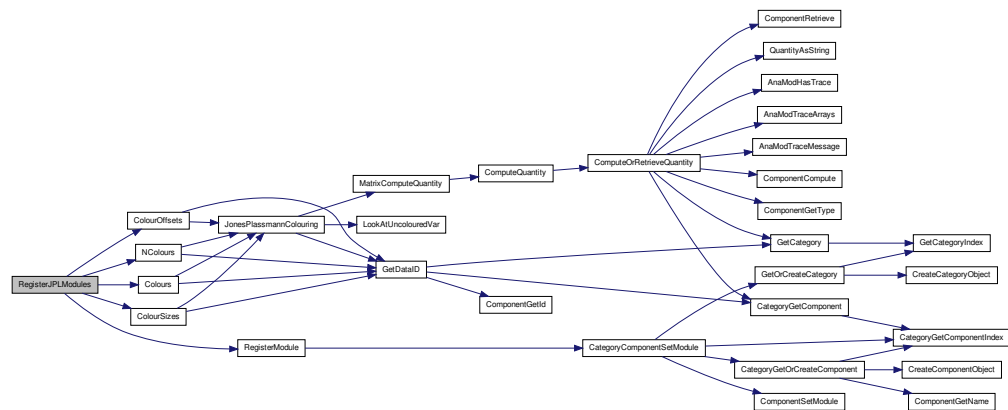 RegisterJPLModules
ColourOffsets
NColours
Colours
ColourSizes
RegisterModule
JonesPlassmannColouring
MatrixComputeQuantity
LookAtUncolouredVar
GetDataID
ComputeQuantity
ComponentGetId
ComputeOrRetrieveQuantity
CategoryComponentSetModule
ComponentRetrieve
QuantityAsString
AnaModHasTrace
AnaModTraceArrays
AnaModTraceMessage
ComponentCompute
ComponentGetType
GetCategory
GetOrCreateCategory
CategoryGetComponent
CategoryGetOrCreateComponent
ComponentSetModule
GetCategoryIndex
CreateCategoryObject
CategoryGetComponentIndex
CreateComponentObject
ComponentGetName